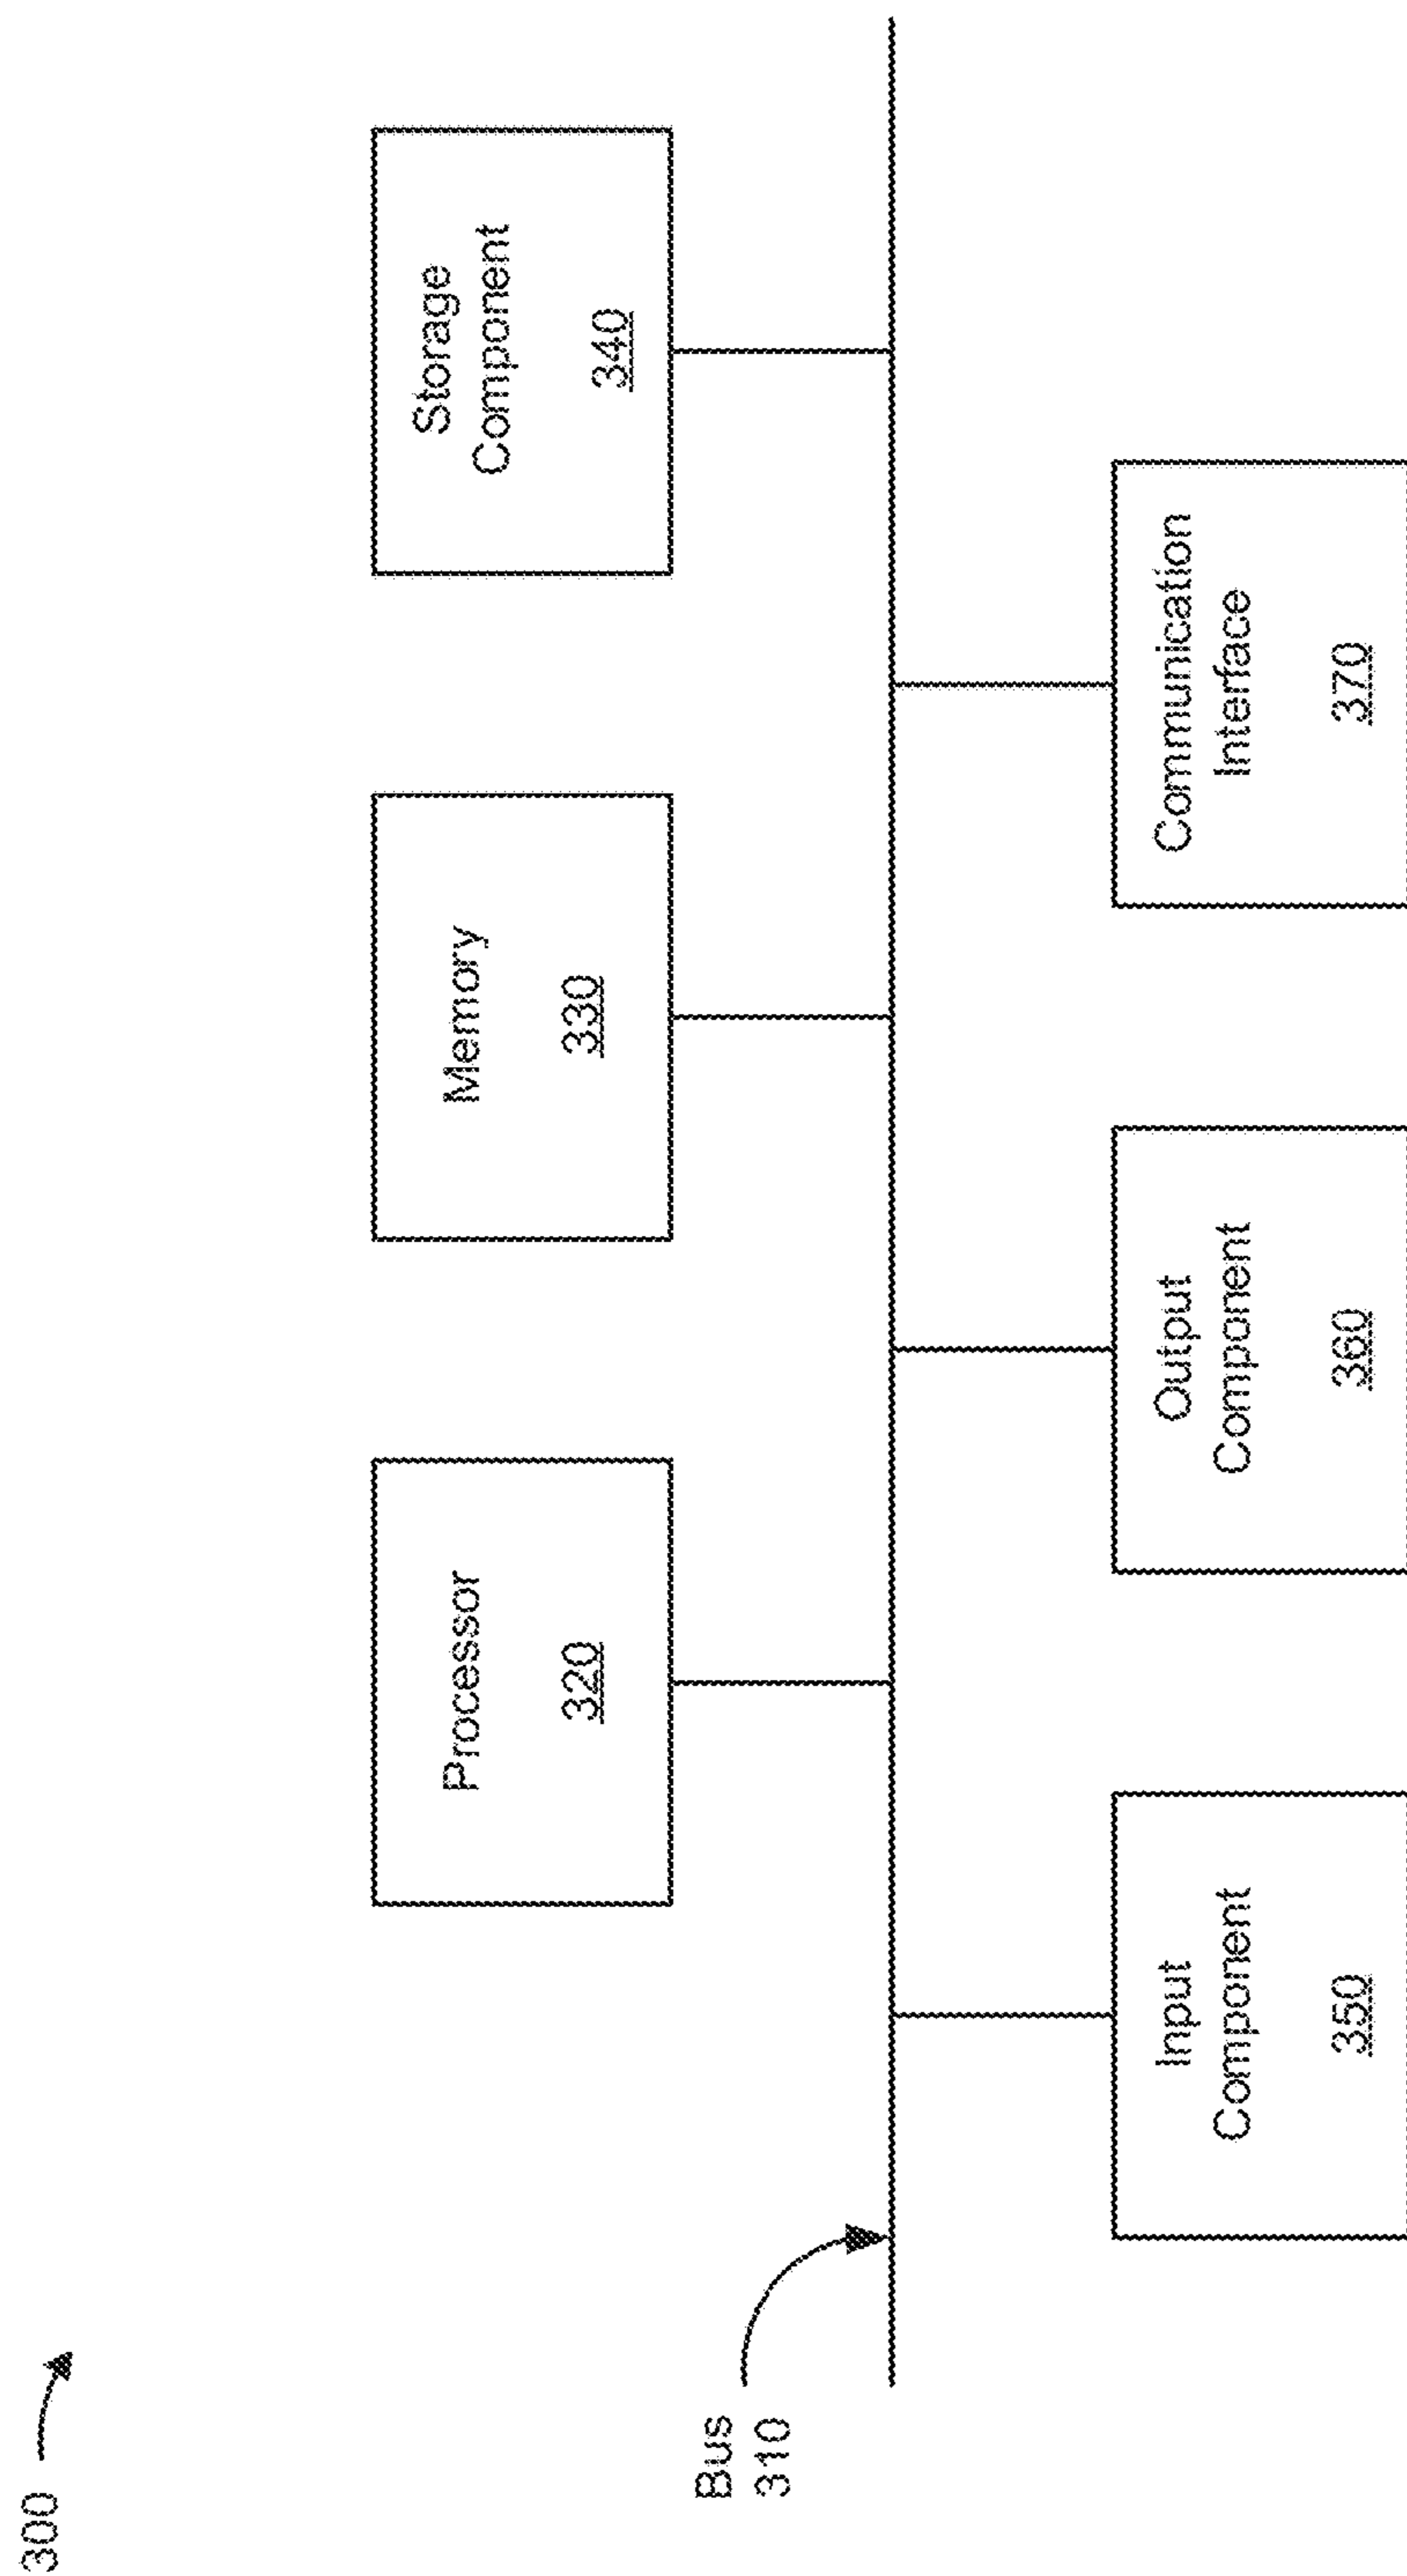 300
Processor
320
Memory
330
Storage
Component
340
Bus
310
Input
Component
350
Output
Component
360
Communication
Interface
370